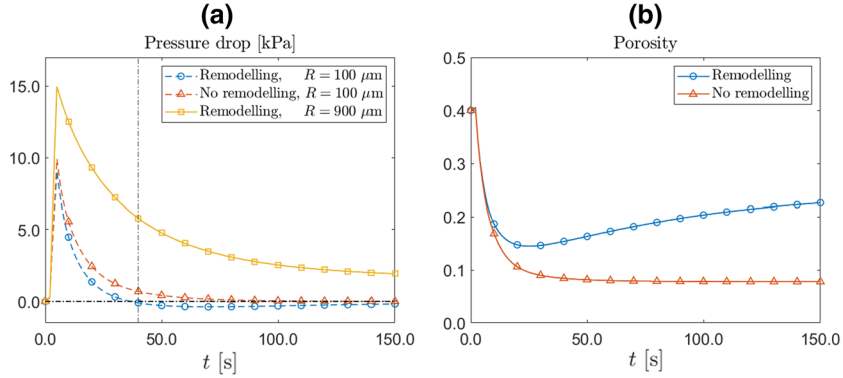 (a)
Pressure drop [kPa]
15.0
10.0
5.0
0.0
Remodelling, R = 100 μm
No remodelling, R = 100 μm
Remodelling, R = 900 μm
0.0 50.0 100.0 150.0
t [s]
(b)
Porosity
0.5
0.4
0.3
0.2
0.1
0.0
Remodelling
No remodelling
0.0 50.0 100.0 150.0
t [s]